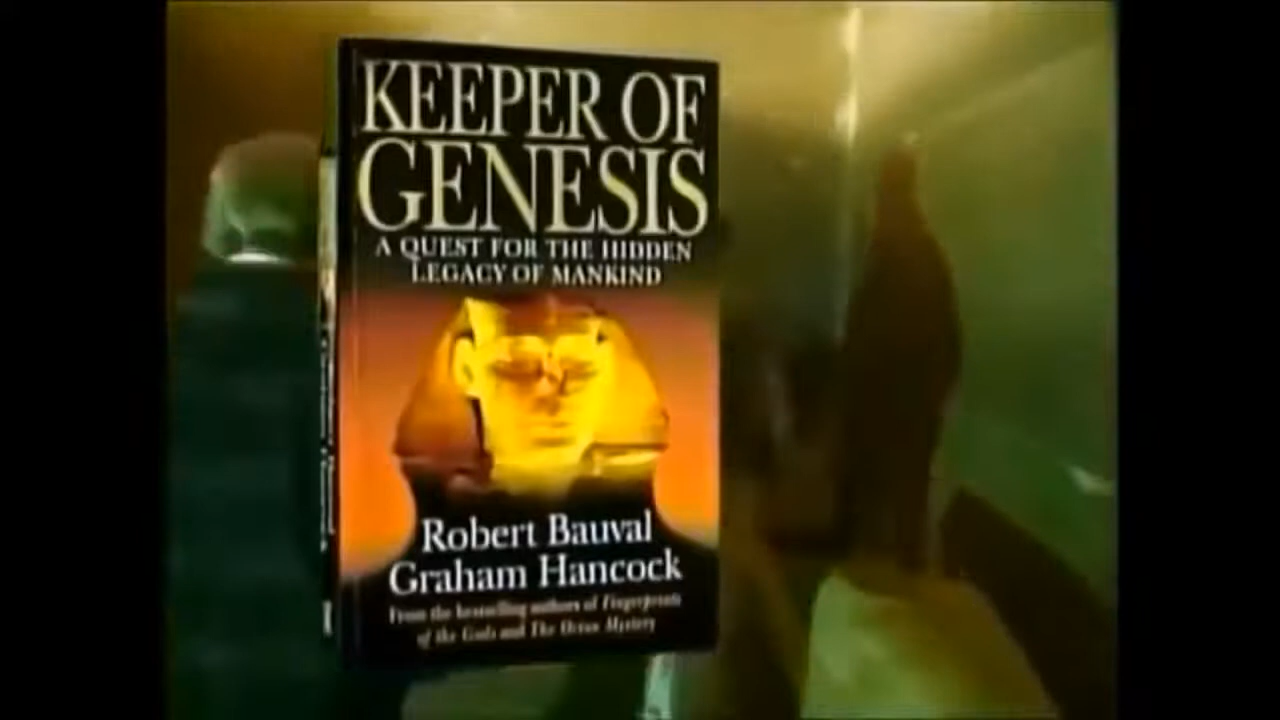 KEEPER OF
GENESIS
A QUEST FOR THE HIDDEN
LEGACY OF MANKIND
Robert Bauval
Graham Hancock
From the bestselling authors of Fingerprints
of the Gods and The Orion Mystery